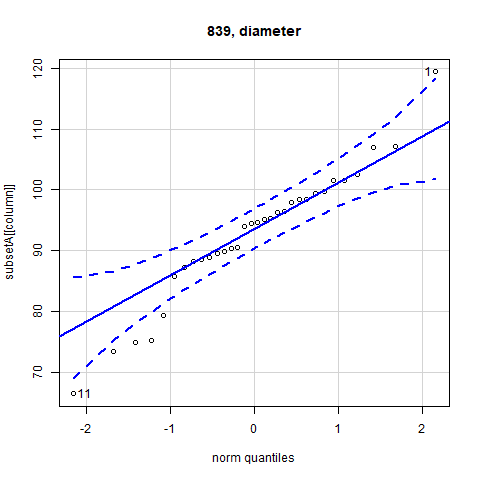 839, diameter
120
110
100
90
80
70
subsetA[[column]]
1
11
-2 -1 0 1 2
norm quantiles